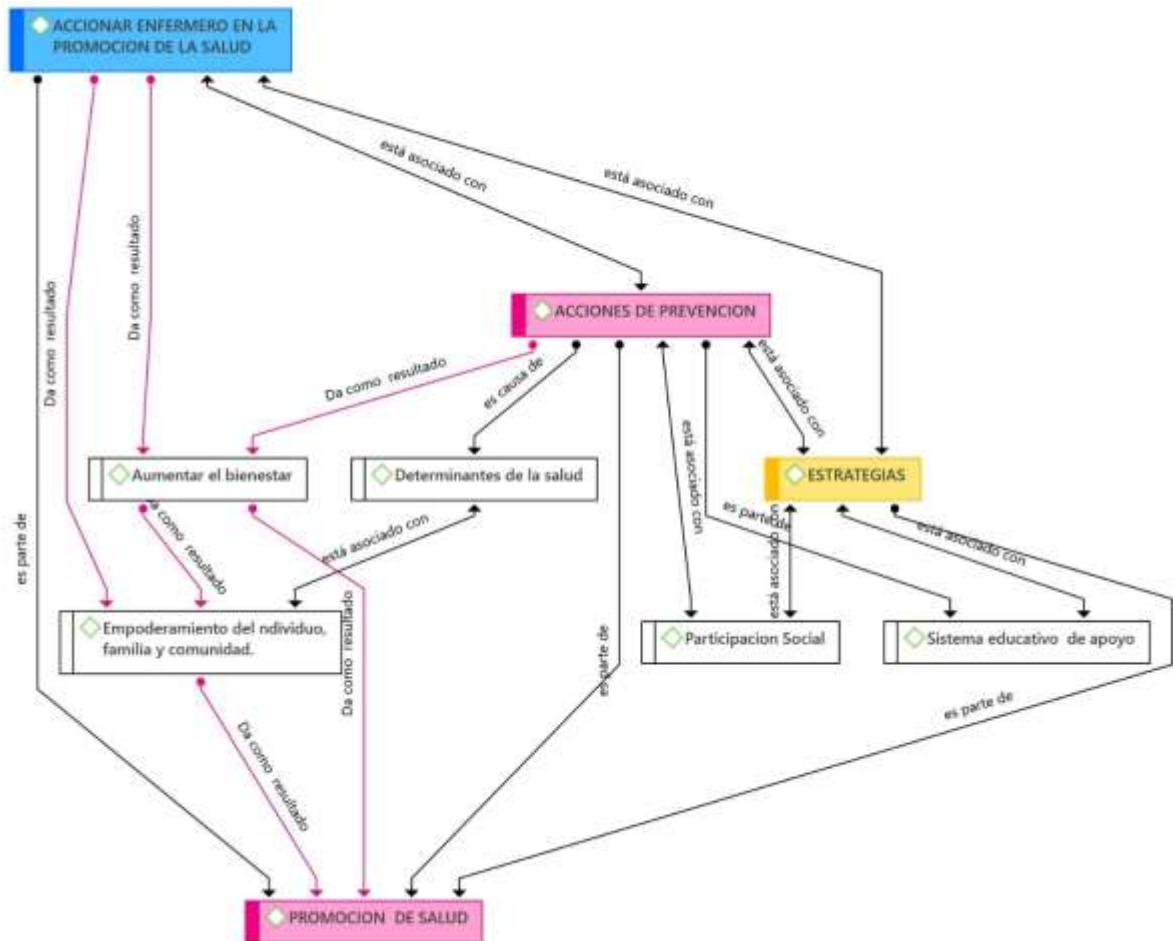 ACCIONAR ENFERMERO EN LA
PROMOCION DE LA SALUD
está asociado con
está asociado con
Da como  resultado
Da como  resultado
ACCIONES DE PREVENCION
Da como  resultado
es causa de
está asociado con
está asociado con
Aumentar el bienestar
Determinantes de la salud
ESTRATEGIAS
es parte de
Da como  resultado
está asociado con
es parte de
está asociado con
está asociado con
Empoderamiento del ndividuo,
familia y comunidad.
Participacion Social
Sistema educativo  de apoyo
Da como  resultado
es parte de
es parte de
Da como  resultado
PROMOCION  DE SALUD